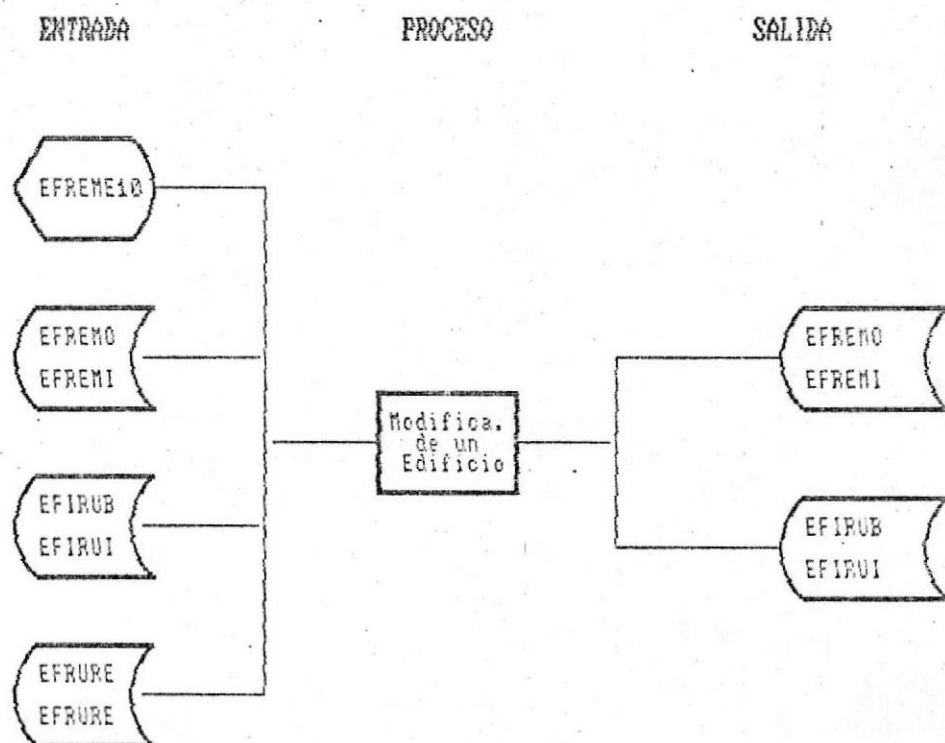 ENTRADA PROCESO SALIDA
EFREME10
EFREMO
EFREMI
EFIRUB
EFIRUI
EFRURE
EFRURE
Modifica.
de un
Edificio
EFREMO
EFREMI
EFIRUB
EFIRUI